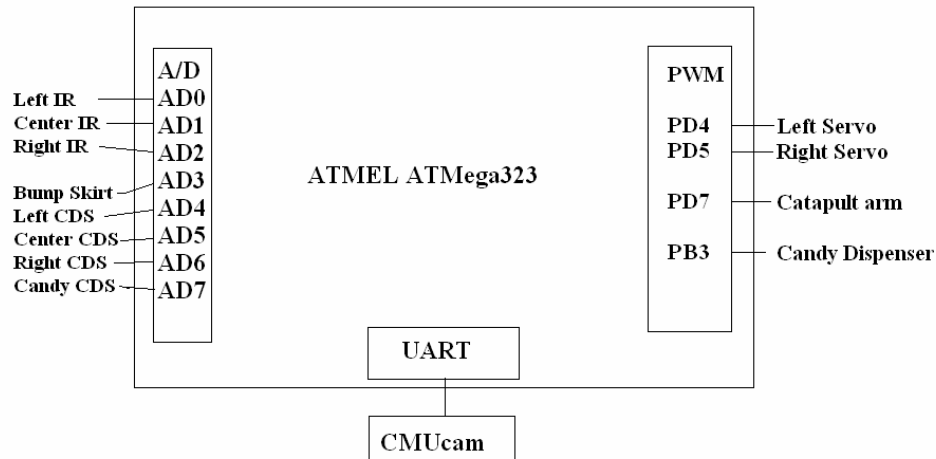 A/D
Left IR AD0
Center IR AD1
Right IR AD2
Bump Skirt AD3
Left CDS AD4
Center CDS AD5
Right CDS AD6
Candy CDS AD7
ATMEL ATMega323
PWM
PD4 Left Servo
PD5 Right Servo
PD7 Catapult arm
PB3 Candy Dispenser
UART
CMUcam